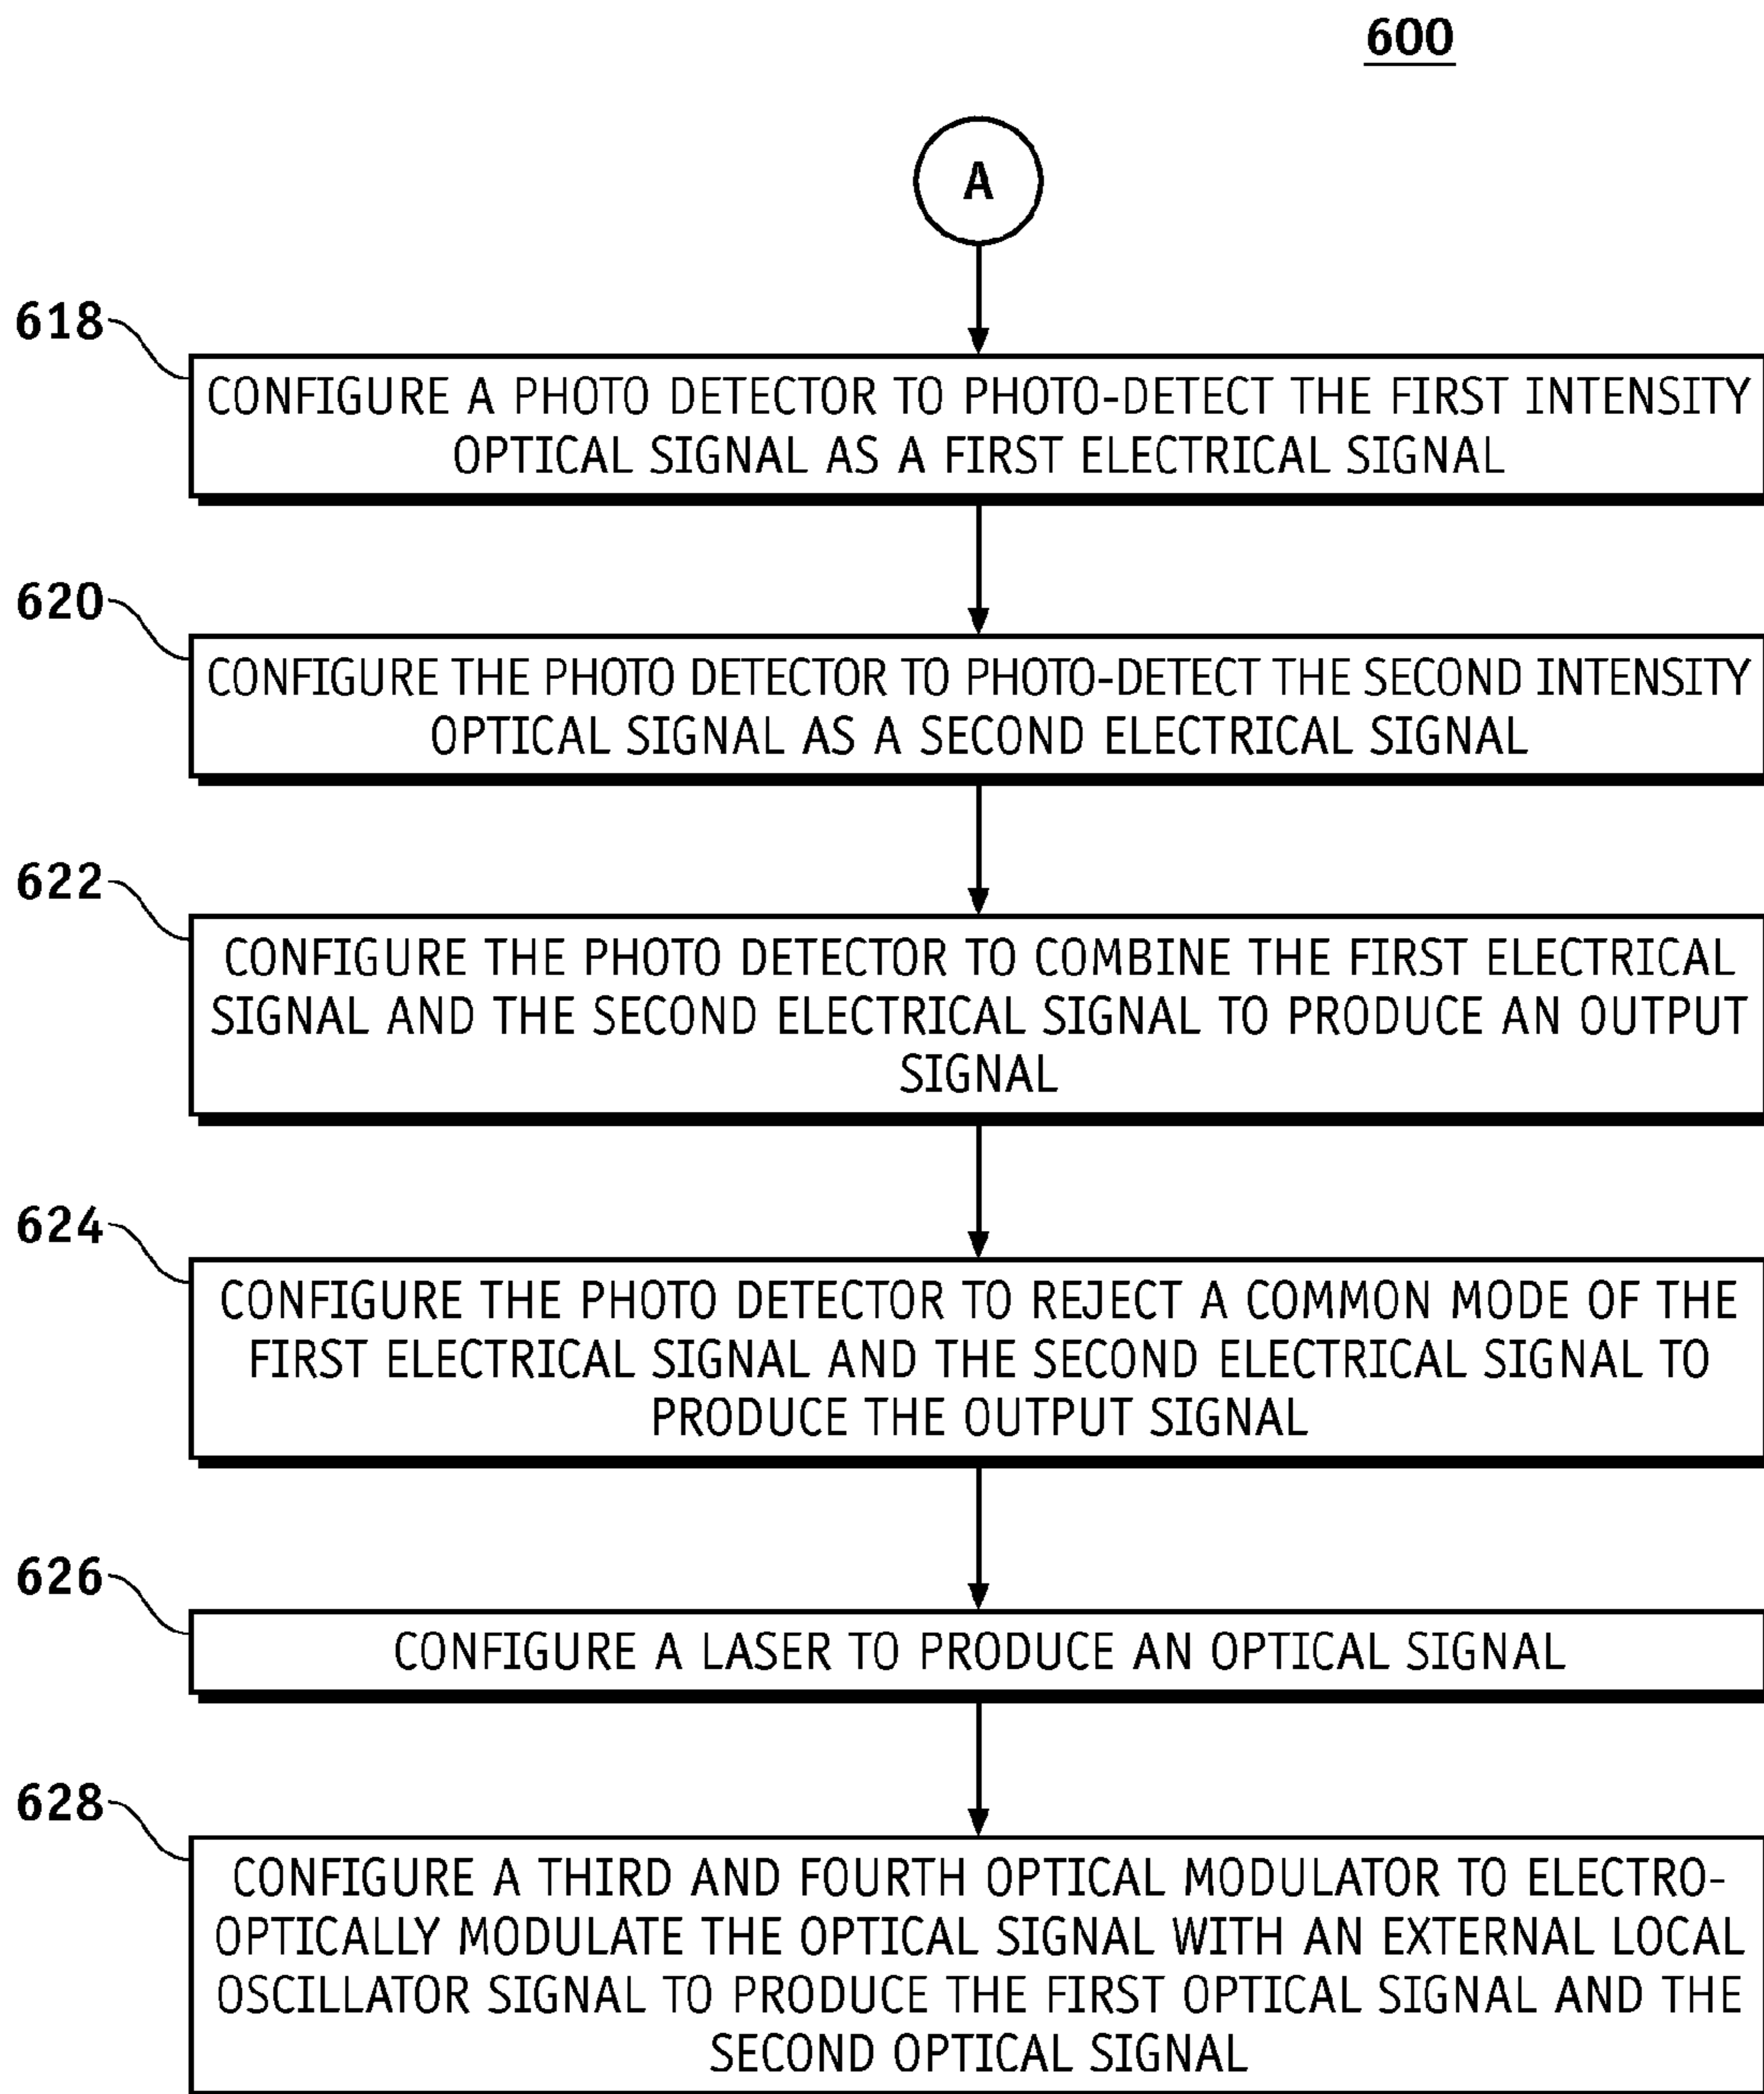 600
A
618
CONFIGURE A PHOTO DETECTOR TO PHOTO-DETECT THE FIRST INTENSITY
OPTICAL SIGNAL AS A FIRST ELECTRICAL SIGNAL
620
CONFIGURE THE PHOTO DETECTOR TO PHOTO-DETECT THE SECOND INTENSITY
OPTICAL SIGNAL AS A SECOND ELECTRICAL SIGNAL
622
CONFIGURE THE PHOTO DETECTOR TO COMBINE THE FIRST ELECTRICAL
SIGNAL AND THE SECOND ELECTRICAL SIGNAL TO PRODUCE AN OUTPUT
SIGNAL
624
CONFIGURE THE PHOTO DETECTOR TO REJECT A COMMON MODE OF THE
FIRST ELECTRICAL SIGNAL AND THE SECOND ELECTRICAL SIGNAL TO
PRODUCE THE OUTPUT SIGNAL
626
CONFIGURE A LASER TO PRODUCE AN OPTICAL SIGNAL
628
CONFIGURE A THIRD AND FOURTH OPTICAL MODULATOR TO ELECTRO-
OPTICALLY MODULATE THE OPTICAL SIGNAL WITH AN EXTERNAL LOCAL
OSCILLATOR SIGNAL TO PRODUCE THE FIRST OPTICAL SIGNAL AND THE
SECOND OPTICAL SIGNAL